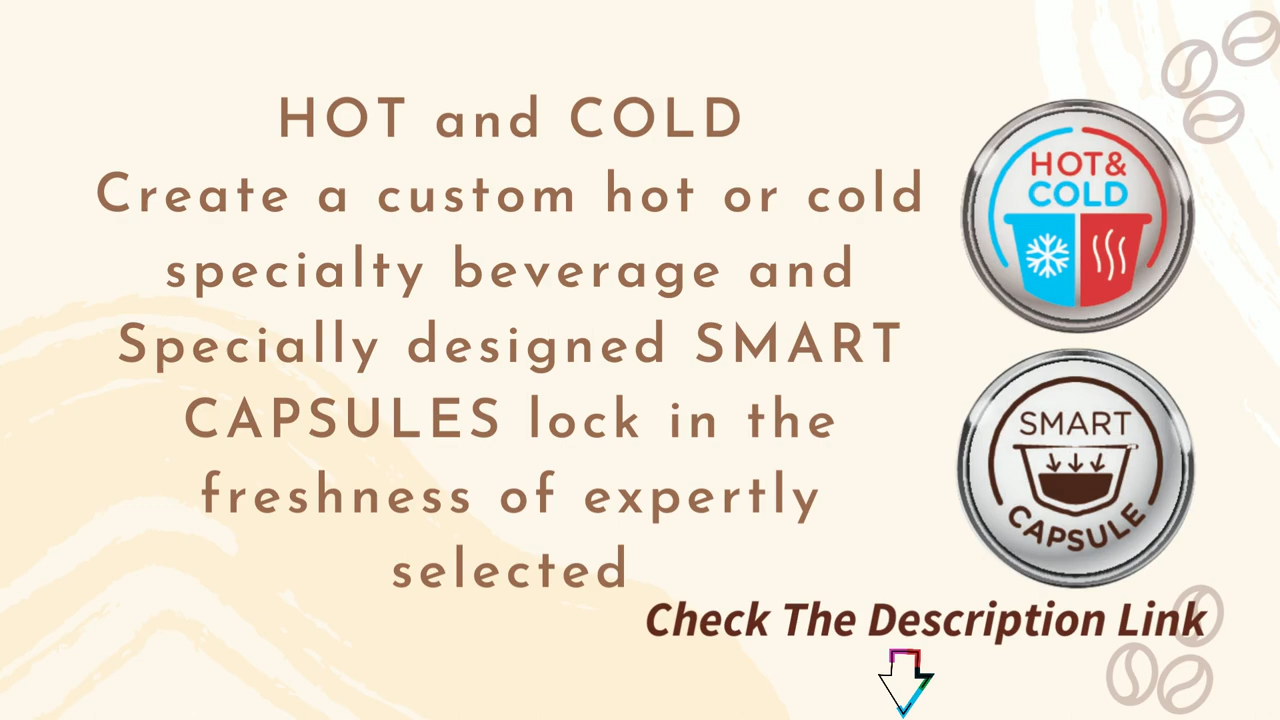 HOT and COLD
Create a custom hot or cold
specialty beverage and
Specially designed SMART
CAPSULES lock in the
freshness of expertly
selected
HOT&
COLD
SMART
CAPSULE
Check The Description Link